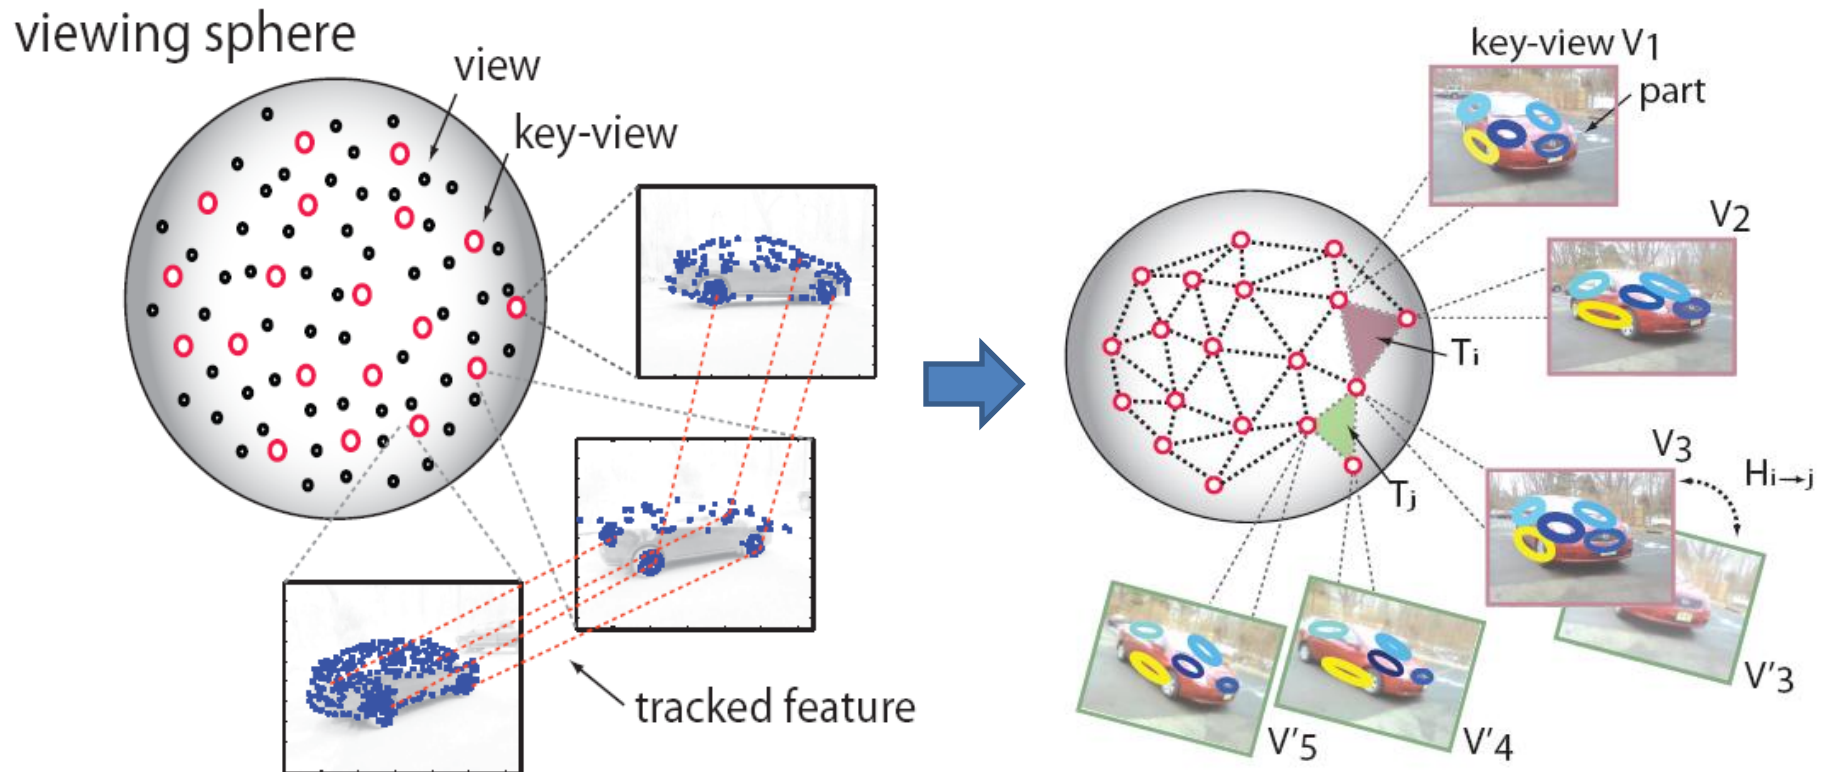 viewing sphere
view
key-view
tracked feature
key-view V1
part
V2
Ti
V3
Hi→j
Tj
V'3
V'5
V'4